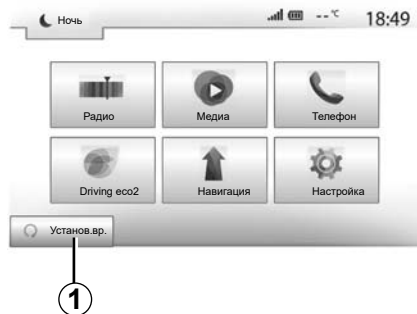 Ночь
--°C
18:49
Радио
Медиа
Телефон
Driving eco2
Навигация
Настройка
Установ.вр.
1